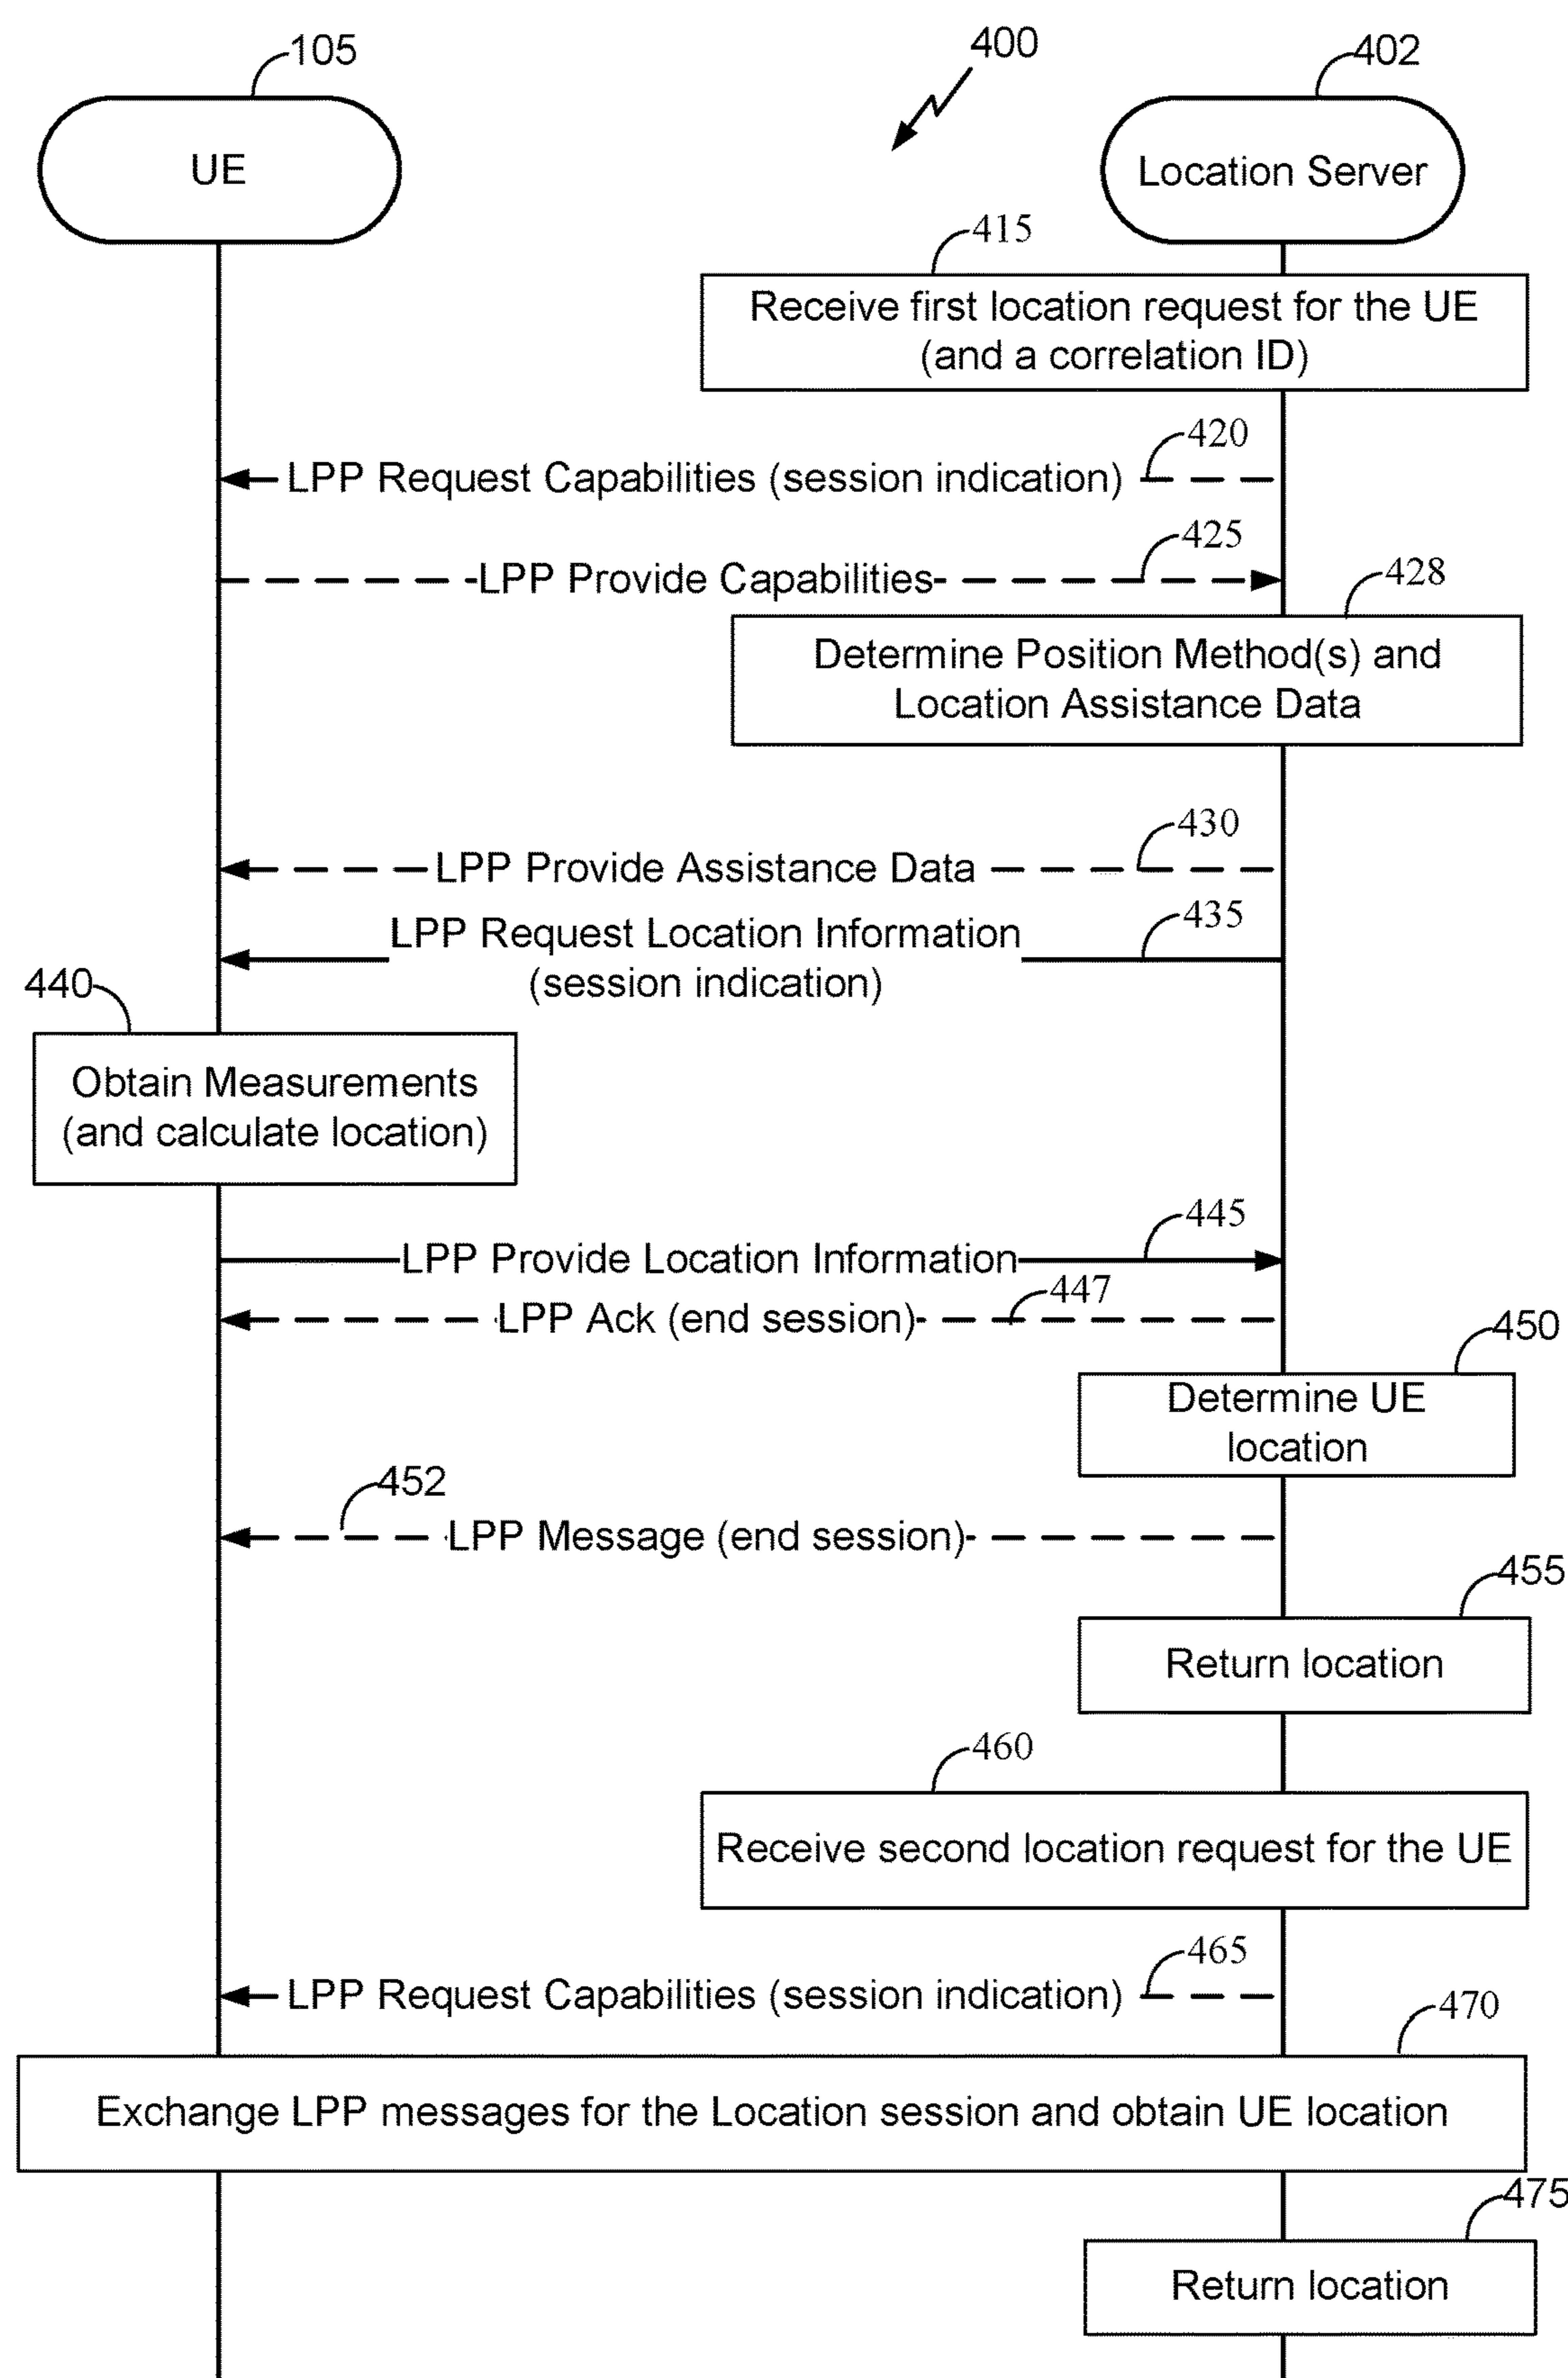 105
400
402
UE
Location Server
415
Receive first location request for the UE
(and a correlation ID)
420
LPP Request Capabilities (session indication)
425
LPP Provide Capabilities
428
Determine Position Method(s) and
Location Assistance Data
430
LPP Provide Assistance Data
435
LPP Request Location Information
(session indication)
440
Obtain Measurements
(and calculate location)
445
LPP Provide Location Information
447
LPP Ack (end session)
450
Determine UE
location
452
LPP Message (end session)
455
Return location
460
Receive second location request for the UE
465
LPP Request Capabilities (session indication)
470
Exchange LPP messages for the Location session and obtain UE location
475
Return location